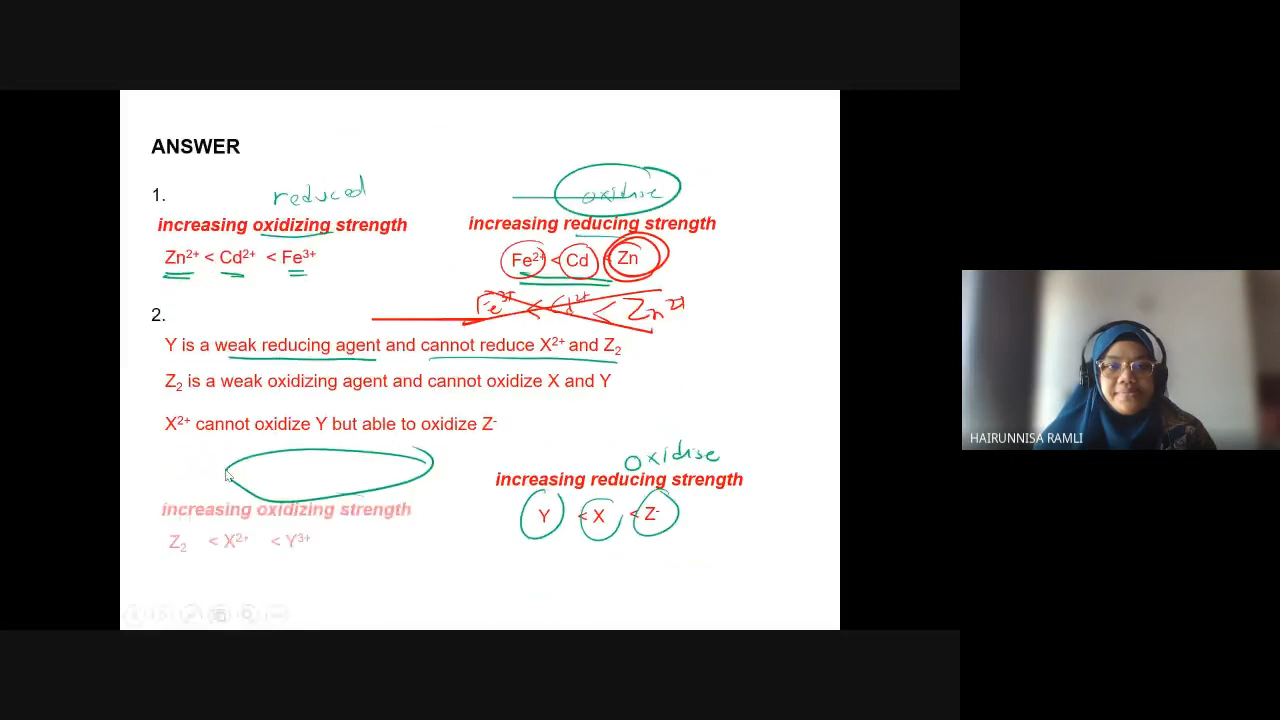 ANSWER
1.
reduced
increasing oxidizing strength
Zn²⁺ < Cd²⁺ < Fe³⁺
oxidise
increasing reducing strength
Fe²⁺ < Cd < Zn
Fe³⁺ < Cd²⁺ < Zn²⁺
2.
Y is a weak reducing agent and cannot reduce X²⁺ and Z₂
Z₂ is a weak oxidizing agent and cannot oxidize X and Y
X²⁺ cannot oxidize Y but able to oxidize Z⁻
increasing oxidizing strength
Z₂ < X²⁺ < Y³⁺
oxidise
increasing reducing strength
Y < X < Z⁻
HAIRUNNISA RAMLI